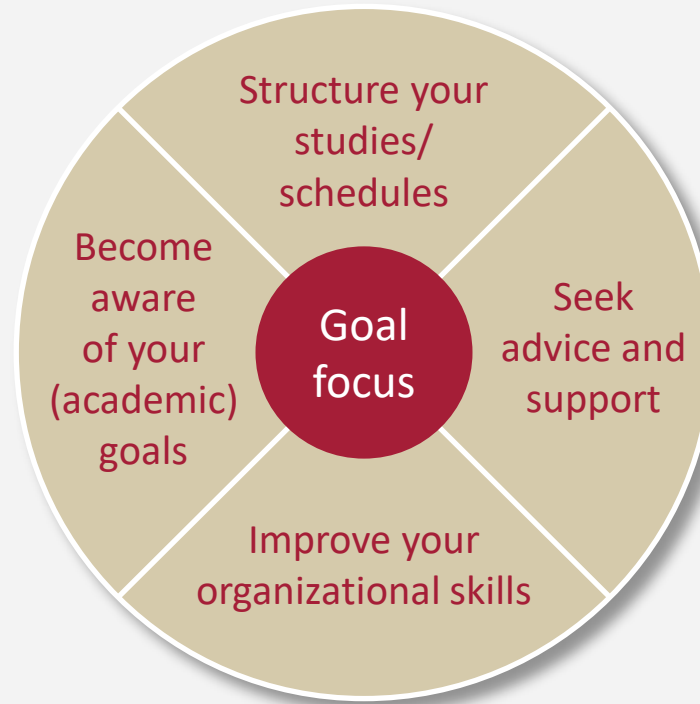 Structure your
studies/
schedules
Become
aware
of your
(academic)
goals
Goal
focus
Seek
advice and
support
Improve your
organizational skills